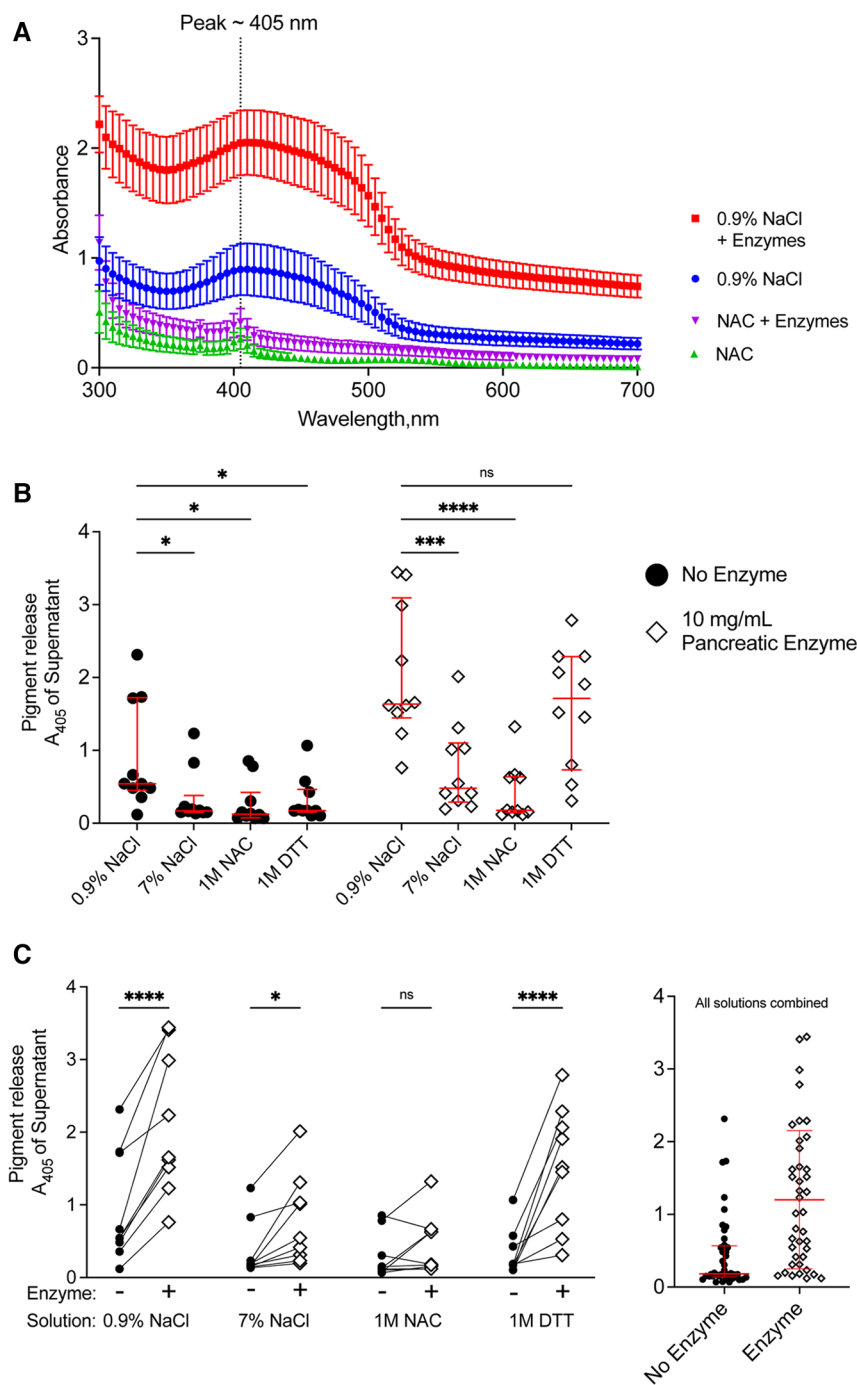 A
Peak ~ 405 nm
3
2
1
0
Absorbance
300
400
500
600
700
Wavelength,nm
0.9% NaCl
+ Enzymes
0.9% NaCl
NAC + Enzymes
NAC
B
*
*
*
ns
****
***
4
3
2
1
0
Pigment release
A405 of Supernatant
0.9% NaCl
7% NaCl
1M NAC
1M DTT
0.9% NaCl
7% NaCl
1M NAC
1M DTT
No Enzyme
10 mg/mL
Pancreatic Enzyme
C
4
3
2
1
0
Pigment release
A405 of Supernatant
****
*
ns
****
Enzyme: - + - + - + - +
Solution: 0.9% NaCl 7% NaCl 1M NAC 1M DTT
All solutions combined
4
3
2
1
0
No Enzyme
Enzyme